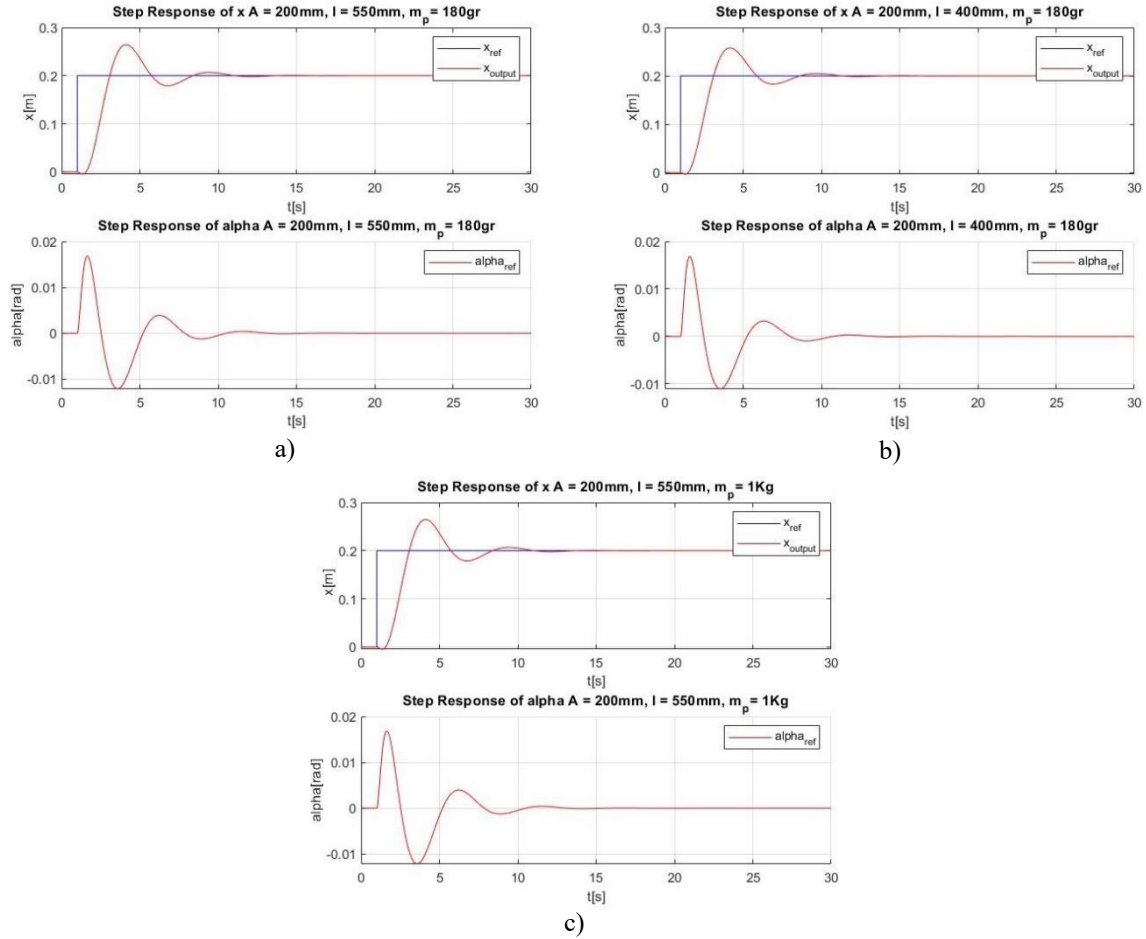 Step Response of x A = 200mm, l = 550mm, m_p = 180gr
0.3
0.2
0.1
0
x[m]
x_ref
x_output
0 5 10 15 20 25 30
t[s]
Step Response of alpha A = 200mm, l = 550mm, m_p = 180gr
0.02
0.01
0
-0.01
alpha[rad]
alpha_ref
0 5 10 15 20 25 30
t[s]
a)
Step Response of x A = 200mm, l = 400mm, m_p = 180gr
0.3
0.2
0.1
0
x[m]
x_ref
x_output
0 5 10 15 20 25 30
t[s]
Step Response of alpha A = 200mm, l = 400mm, m_p = 180gr
0.02
0.01
0
-0.01
alpha[rad]
alpha_ref
0 5 10 15 20 25 30
t[s]
b)
Step Response of x A = 200mm, l = 550mm, m_p = 1Kg
0.3
0.2
0.1
0
x[m]
x_ref
x_output
0 5 10 15 20 25 30
t[s]
Step Response of alpha A = 200mm, l = 550mm, m_p = 1Kg
0.02
0.01
0
-0.01
alpha[rad]
alpha_ref
0 5 10 15 20 25 30
t[s]
c)